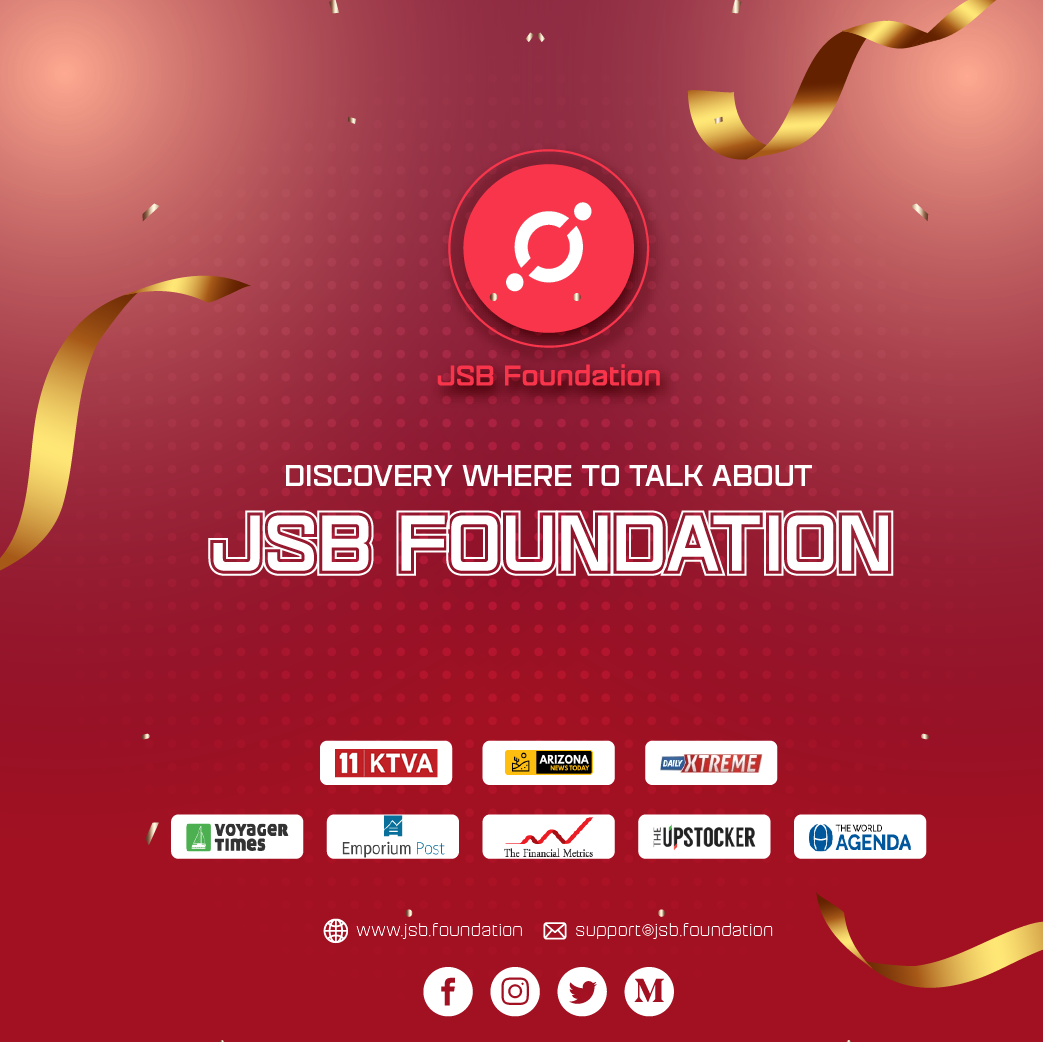 JSB Foundation
DISCOVERY WHERE TO TALK ABOUT
JSB FOUNDATION
11 KTVA
ARIZONA
NEWS TODAY
DAILY XTREME
VOYAGER
TIMES
Emporium Post
The Financial Metrics
THE UPSTOCKER
THE WORLD
AGENDA
www.jsb.foundation
support@jsb.foundation